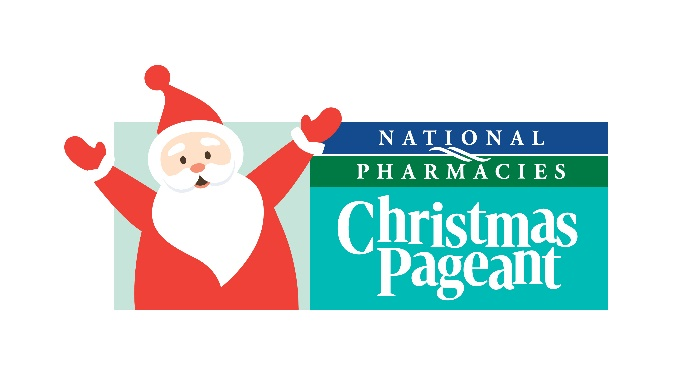 NATIONAL
PHARMACIES
Christmas
Pageant